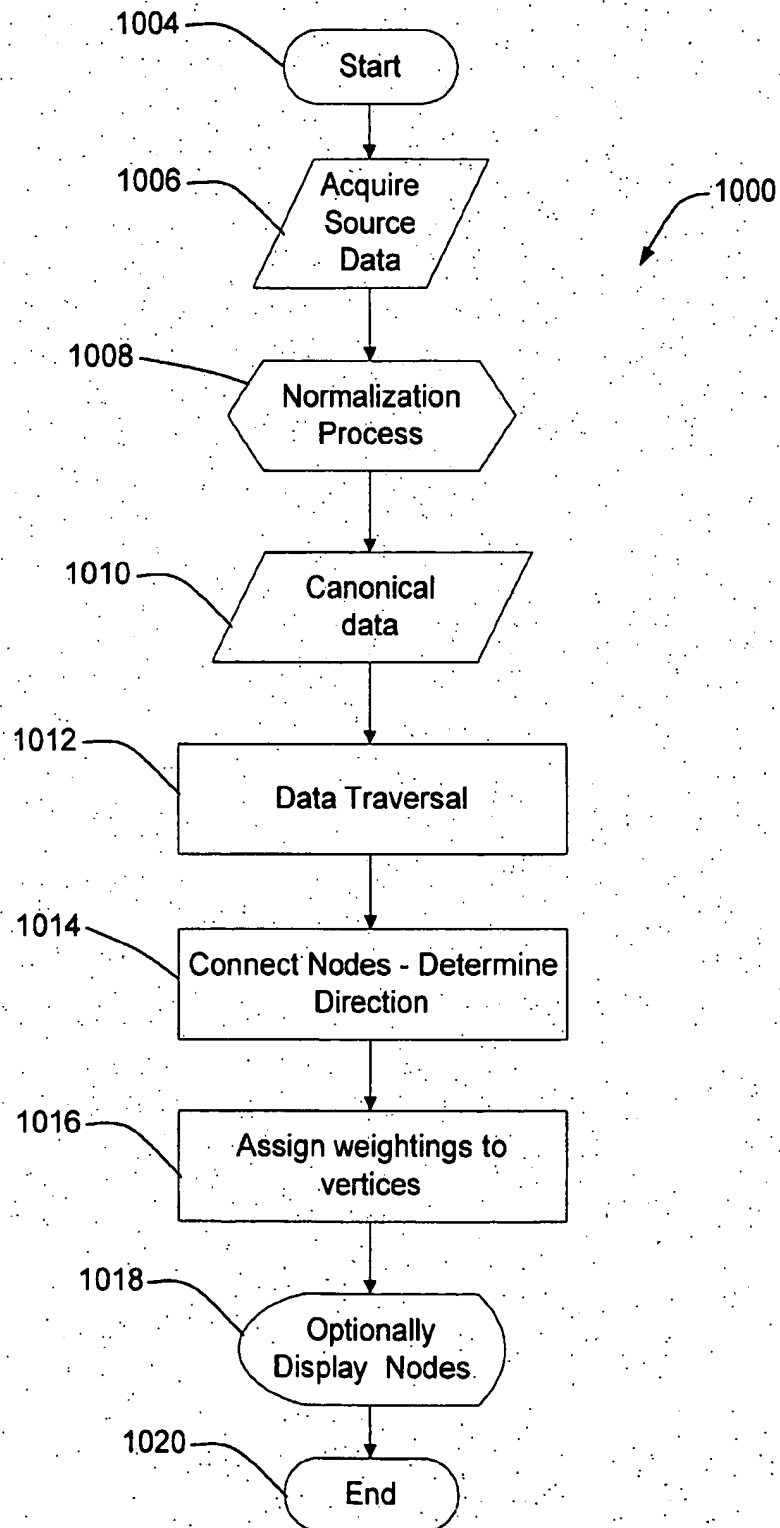 1004
Start
1006
Acquire
Source
Data
1000
1008
Normalization
Process
1010
Canonical
data
1012
Data Traversal
1014
Connect Nodes - Determine
Direction
1016
Assign weightings to
vertices
1018
Optionally
Display Nodes
1020
End